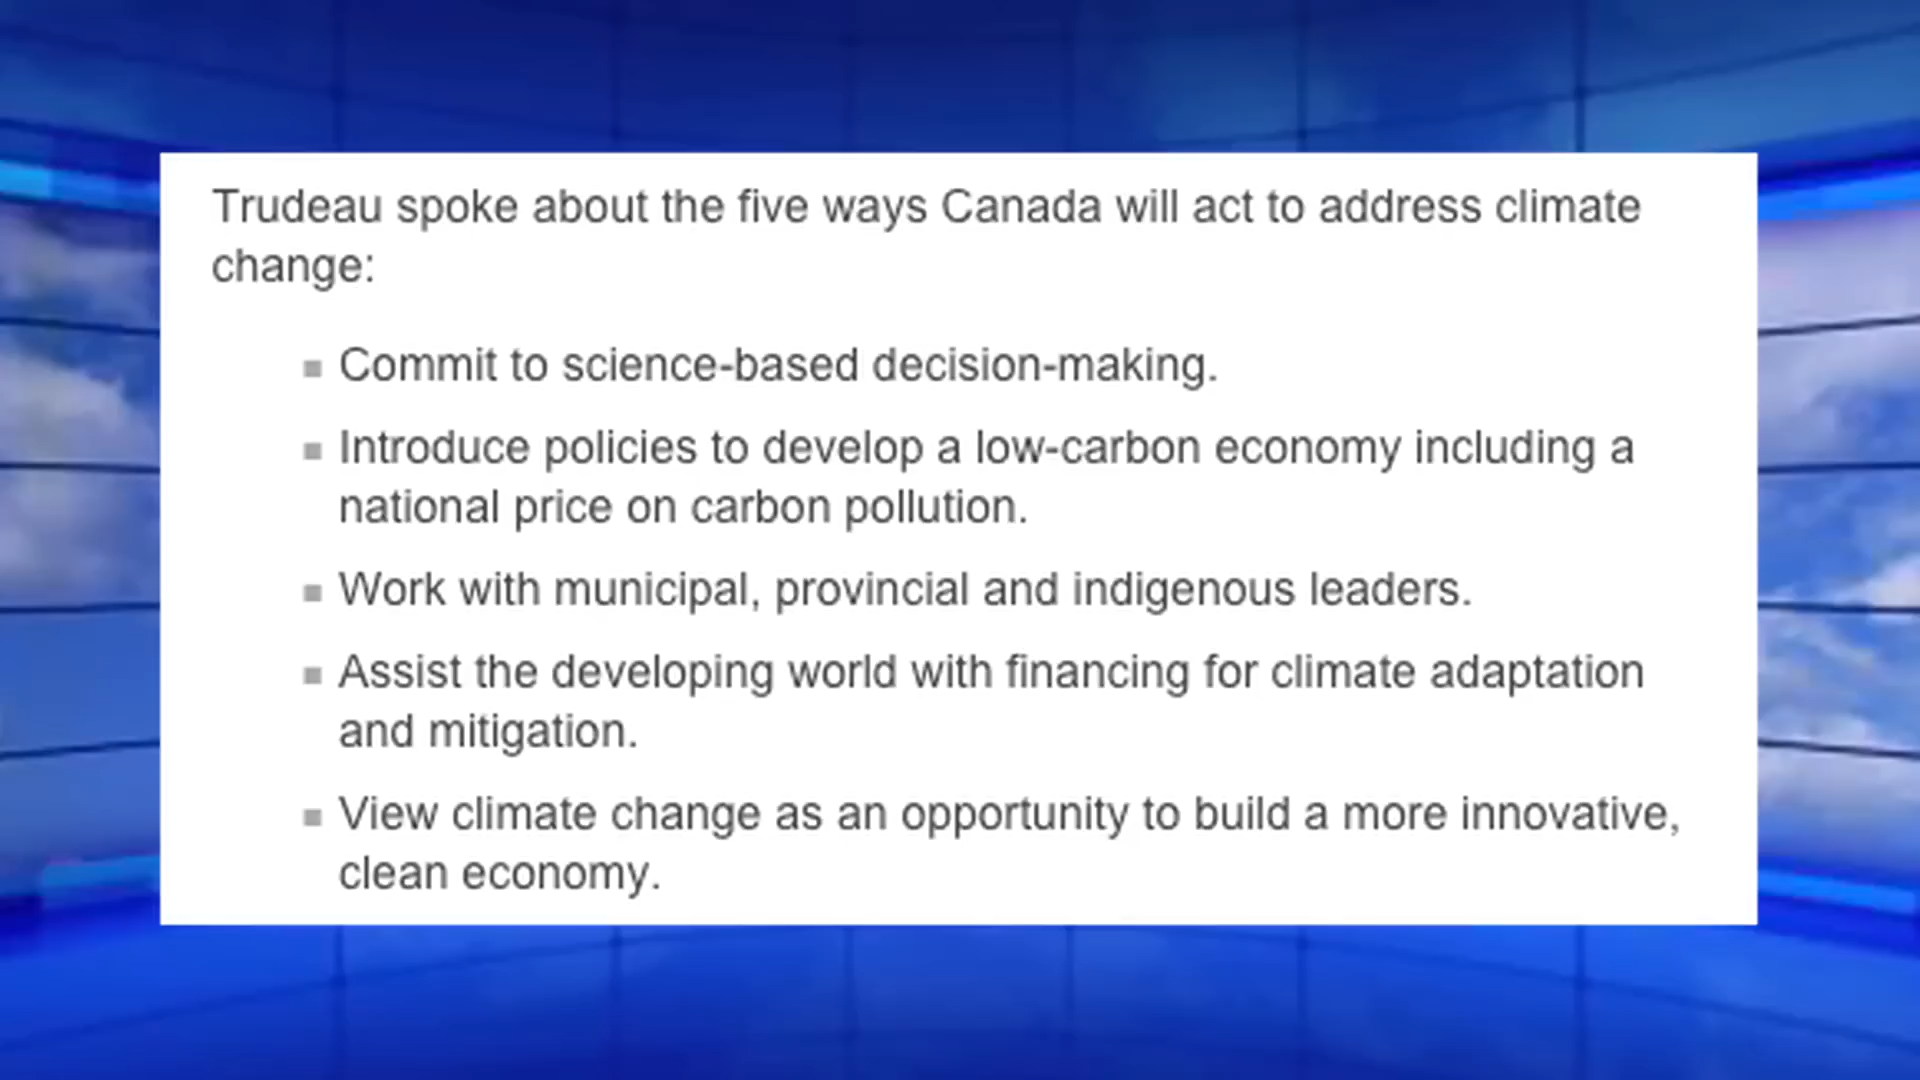 Trudeau spoke about the five ways Canada will act to address climate
change:
Commit to science-based decision-making.
Introduce policies to develop a low-carbon economy including a
national price on carbon pollution.
Work with municipal, provincial and indigenous leaders.
Assist the developing world with financing for climate adaptation
and mitigation.
View climate change as an opportunity to build a more innovative,
clean economy.